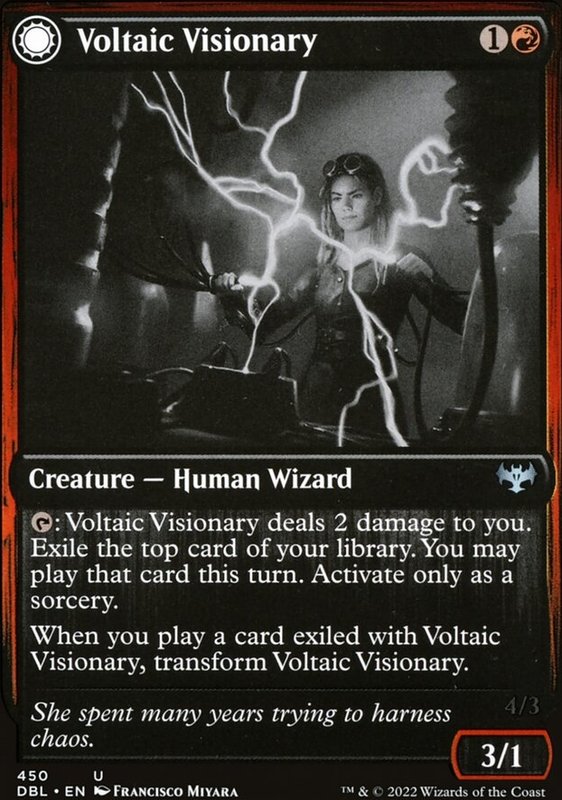 Voltaic Visionary 1
Creature — Human Wizard
: Voltaic Visionary deals 2 damage to you.
Exile the top card of your library. You may
play that card this turn. Activate only as a
sorcery.
When you play a card exiled with Voltaic
Visionary, transform Voltaic Visionary.
4/3
She spent many years trying to harness
chaos.
3/1
450 U
DBL • EN Francisco Miyara ™ & © 2022 Wizards of the Coast